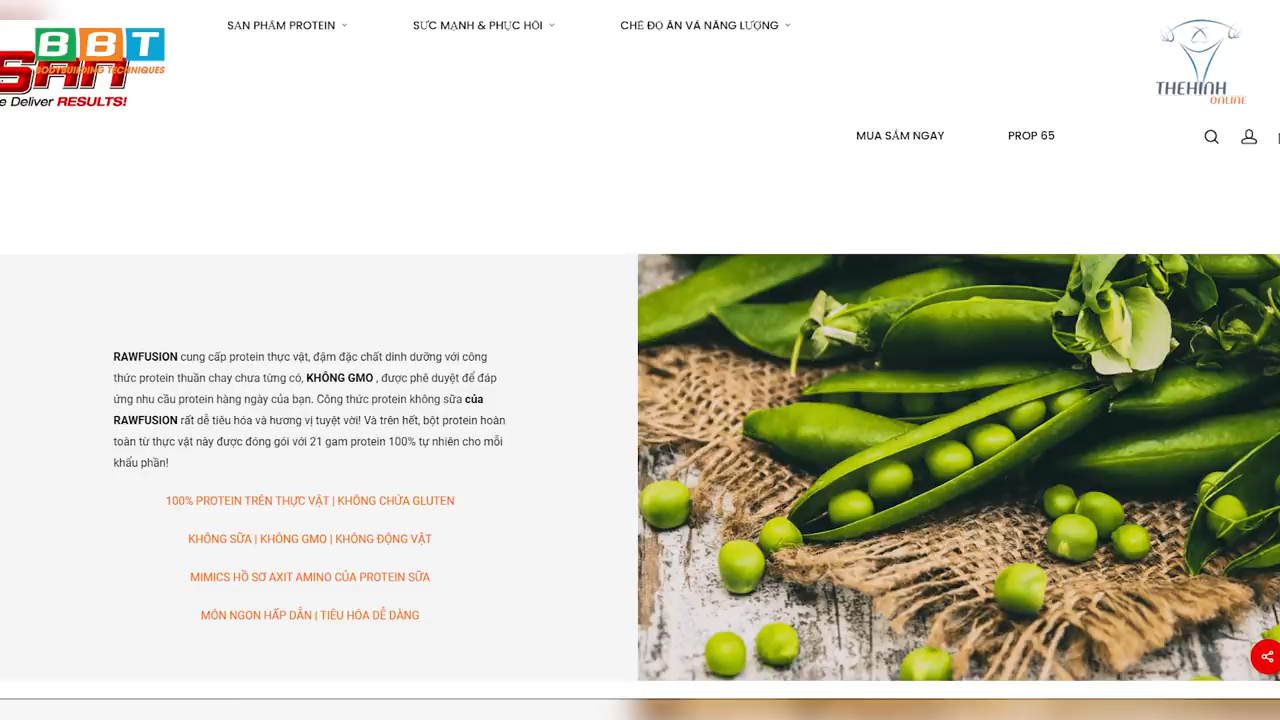 SẢN PHẨM PROTEIN
SỨC MẠNH & PHỤC HỒI
CHẾ ĐỘ ĂN VÀ NĂNG LƯỢNG
BBT
BODYBUILDING TECHNIQUES
SAN
e Deliver RESULTS!
THEHINH
ONLINE
MUA SẮM NGAY
PROP 65
RAWFUSION cung cấp protein thực vật, đậm đặc chất dinh dưỡng với công
thức protein thuần chay chưa từng có, KHÔNG GMO , được phê duyệt để đáp
ứng nhu cầu protein hàng ngày của bạn. Công thức protein không sữa của
RAWFUSION rất dễ tiêu hóa và hương vị tuyệt vời! Và trên hết, bột protein hoàn
toàn từ thực vật này được đóng gói với 21 gam protein 100% tự nhiên cho mỗi
khẩu phần!
100% PROTEIN TRÊN THỰC VẬT | KHÔNG CHỨA GLUTEN
KHÔNG SỮA | KHÔNG GMO | KHÔNG ĐỘNG VẬT
MIMICS HỒ SƠ AXIT AMINO CỦA PROTEIN SỮA
MÓN NGON HẤP DẪN | TIÊU HÓA DỄ DÀNG